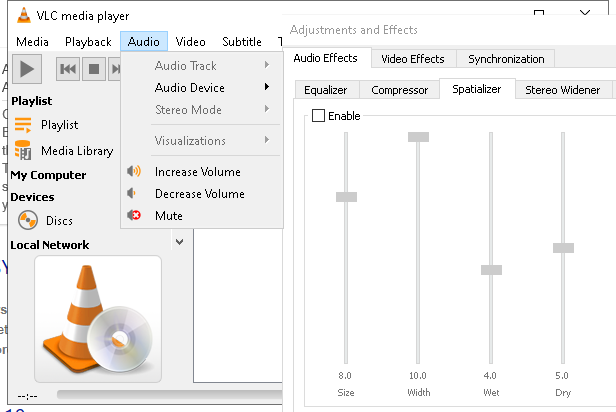 VLC media player
Media Playback Audio Video Subtitle T
Audio Track
Audio Device
Stereo Mode
Visualizations
Increase Volume
Decrease Volume
Mute
Playlist
Playlist
Media Library
My Computer
Devices
Discs
Local Network
--:--
Adjustments and Effects
Audio Effects Video Effects Synchronization
Equalizer Compressor Spatializer Stereo Widener
Enable
8.0 10.0 4.0 5.0
Size Width Wet Dry